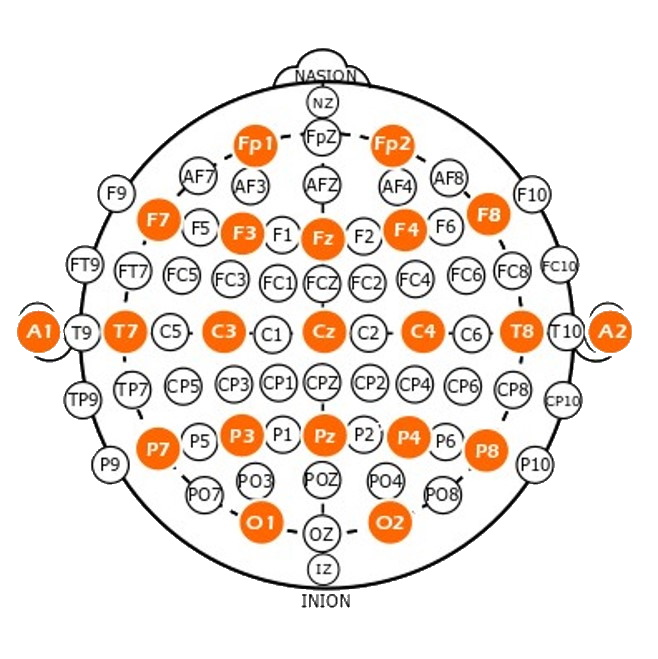 NASION
NZ
Fp1 FpZ Fp2
AF7 AF3 AFZ AF4 AF8
F9 F10
F7 F5 F3 F1 Fz F2 F4 F6 F8
FT9 FT7 FC5 FC3 FC1 FCZ FC2 FC4 FC6 FC8 FC10
A1 T9 T7 C5 C3 C1 Cz C2 C4 C6 T8 T10 A2
TP9 TP7 CP5 CP3 CP1 CPZ CP2 CP4 CP6 CP8 CP10
P9 P7 P5 P3 P1 Pz P2 P4 P6 P8 P10
PO7 PO3 POZ PO4 PO8
O1 OZ O2
IZ
INION